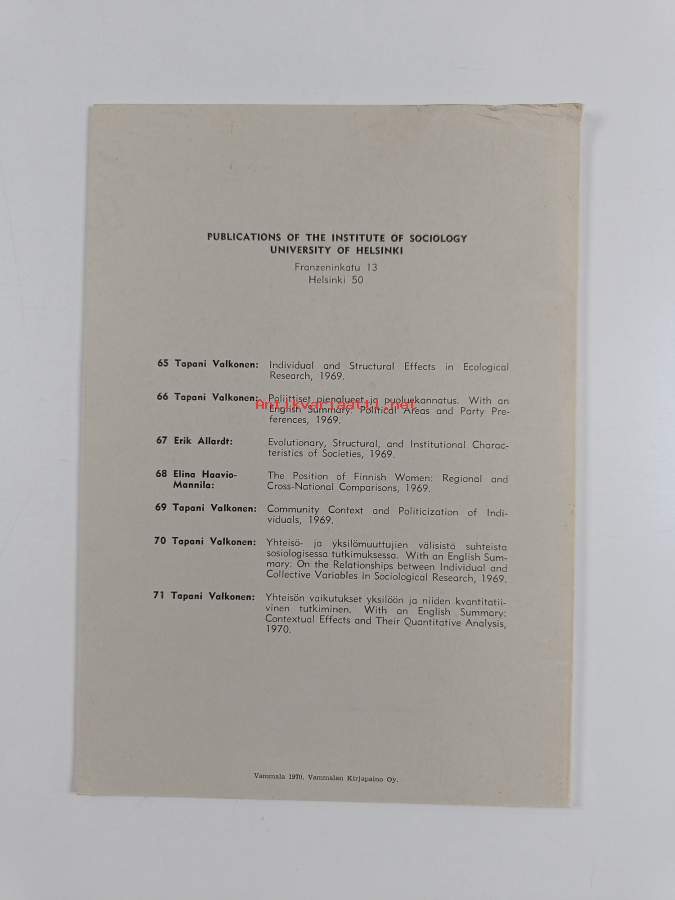 PUBLICATIONS OF THE INSTITUTE OF SOCIOLOGY
UNIVERSITY OF HELSINKI
Franzeninkatu 13
Helsinki 50
65 Tapani Valkonen: Individual and Structural Effects in Ecological
Research, 1969.
66 Tapani Valkonen: Poliittiset pienalueet ja puoluekannatus. With an
Antikvariaatti.net
English Summary: Political Areas and Party Pre-
ferences, 1969.
67 Erik Allardt: Evolutionary, Structural, and Institutional Charac-
teristics of Societies, 1969.
68 Elina Haavio- The Position of Finnish Women: Regional and
Mannila: Cross-National Comparisons, 1969.
69 Tapani Valkonen: Community Context and Politicization of Indi-
viduals, 1969.
70 Tapani Valkonen: Yhteisö- ja yksilömuuttujien välisistä suhteista
sosiologisessa tutkimuksessa. With an English Sum-
mary: On the Relationships between Individual and
Collective Variables in Sociological Research, 1969.
71 Tapani Valkonen: Yhteisön vaikutukset yksilöön ja niiden kvantitatii-
vinen tutkiminen. With an English Summary:
Contextual Effects and Their Quantitative Analysis,
1970.
Vammala 1970, Vammalan Kirjapaino Oy.